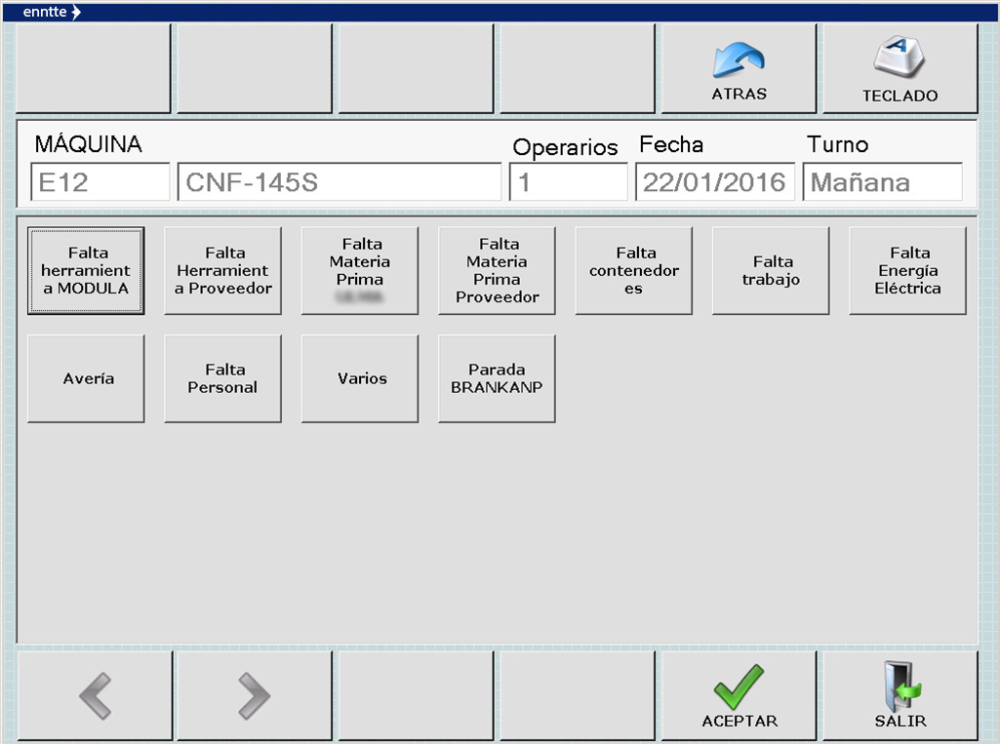 enntte
ATRAS
TECLADO
MÁQUINA
Operarios
Fecha
Turno
E12
CNF-145S
1
22/01/2016
Mañana
Falta
herramient
a MODULA
Falta
Herramient
a Proveedor
Falta
Materia
Prima
Falta
Materia
Prima
Proveedor
Falta
contenedor
es
Falta
trabajo
Falta
Energía
Eléctrica
Avería
Falta
Personal
Varios
Parada
BRANKANP
ACEPTAR
SALIR